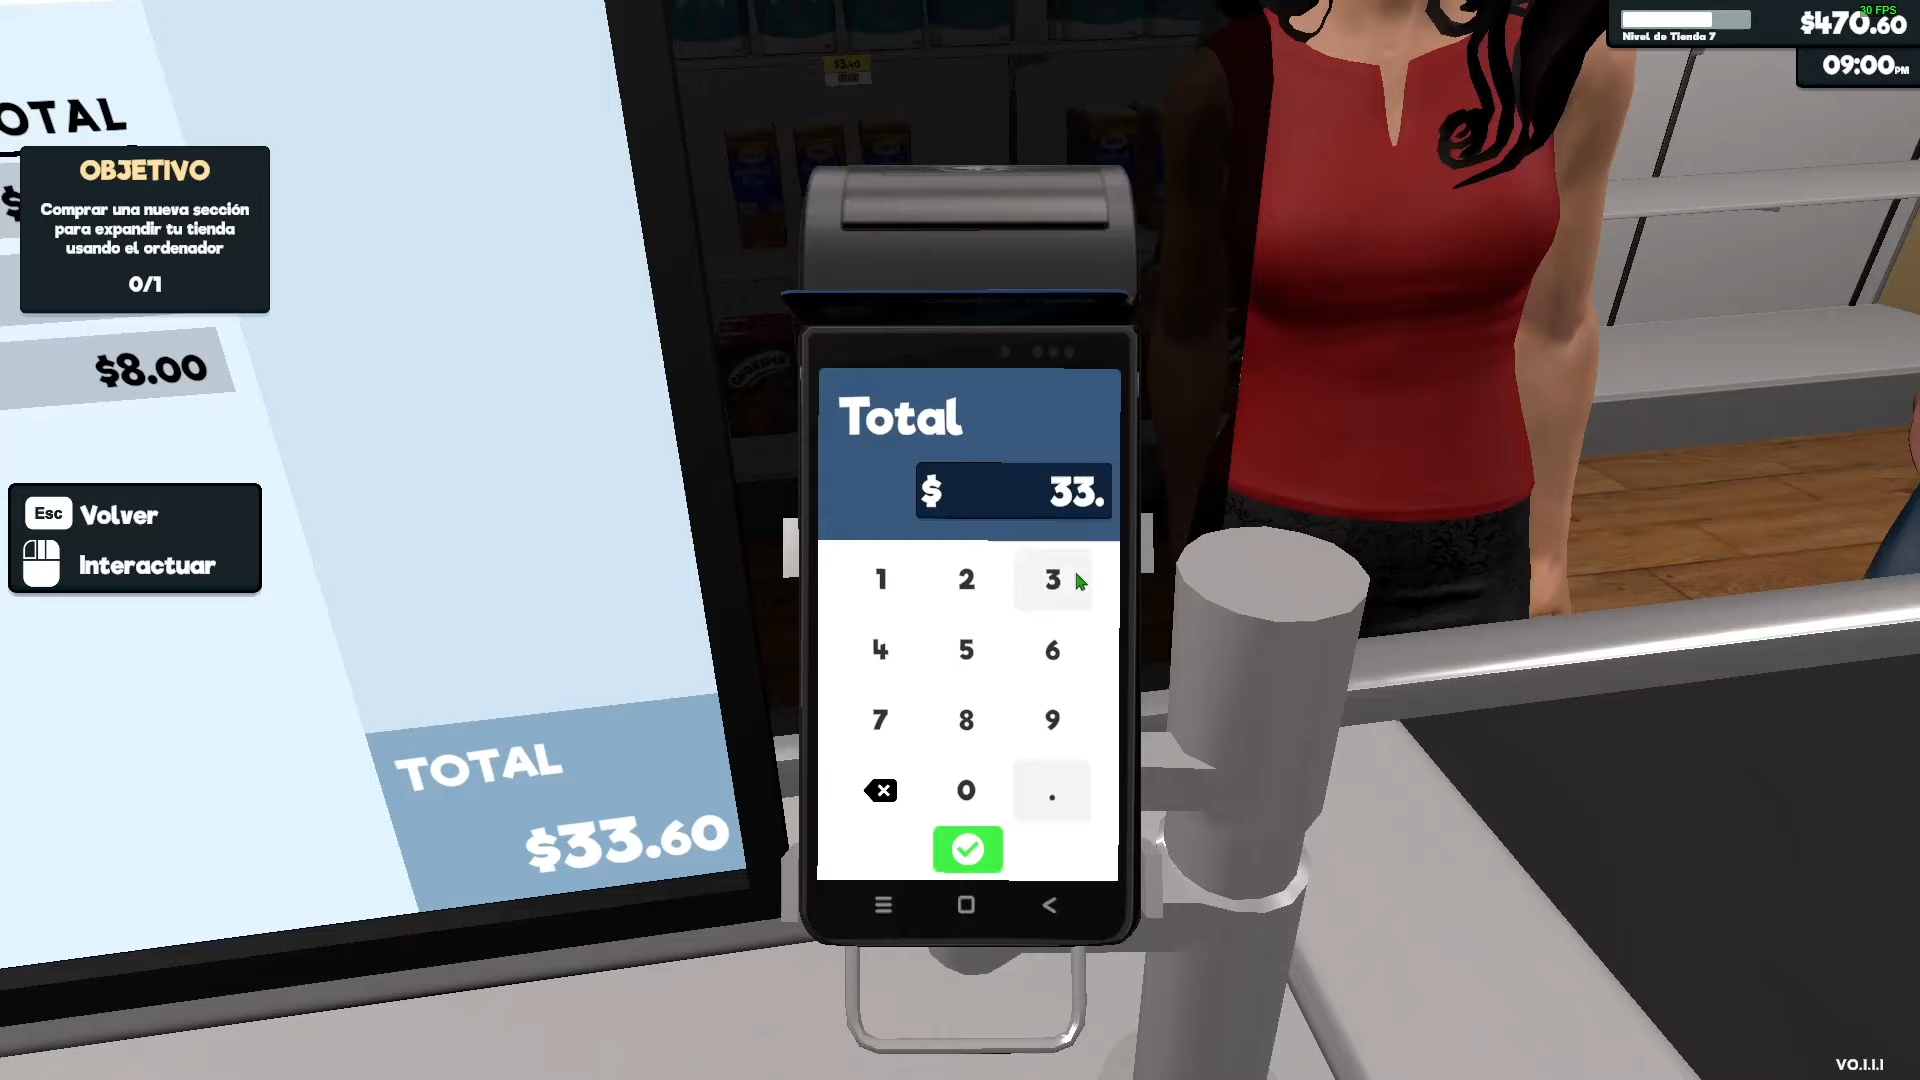 30 FPS
$470.60
Nivel de Tienda 7
09:00PM
$3.40
OTAL
OBJETIVO
Comprar una nueva sección
para expandir tu tienda
usando el ordenador
0/1
$
$8.00
Esc Volver
Interactuar
TOTAL
$33.60
Total
$ 33.
1 2 3
4 5 6
7 8 9
0 .
V0.1.1.1